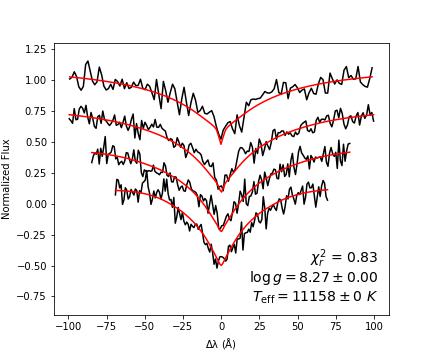 1.25
1.00
0.75
0.50
0.25
0.00
−0.25
−0.50
−0.75
Normalized Flux
χ²ᵣ = 0.83
log g = 8.27 ± 0.00
T_eff = 11158 ± 0 K
−100 −75 −50 −25 0 25 50 75 100
Δλ (Å)